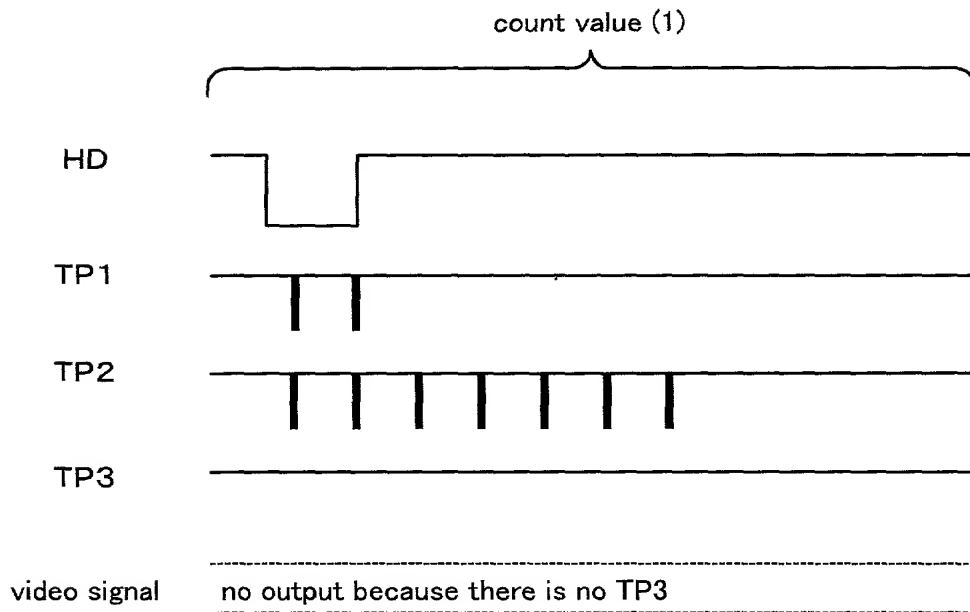 count value (1)
HD
TP1
TP2
TP3
video signal no output because there is no TP3